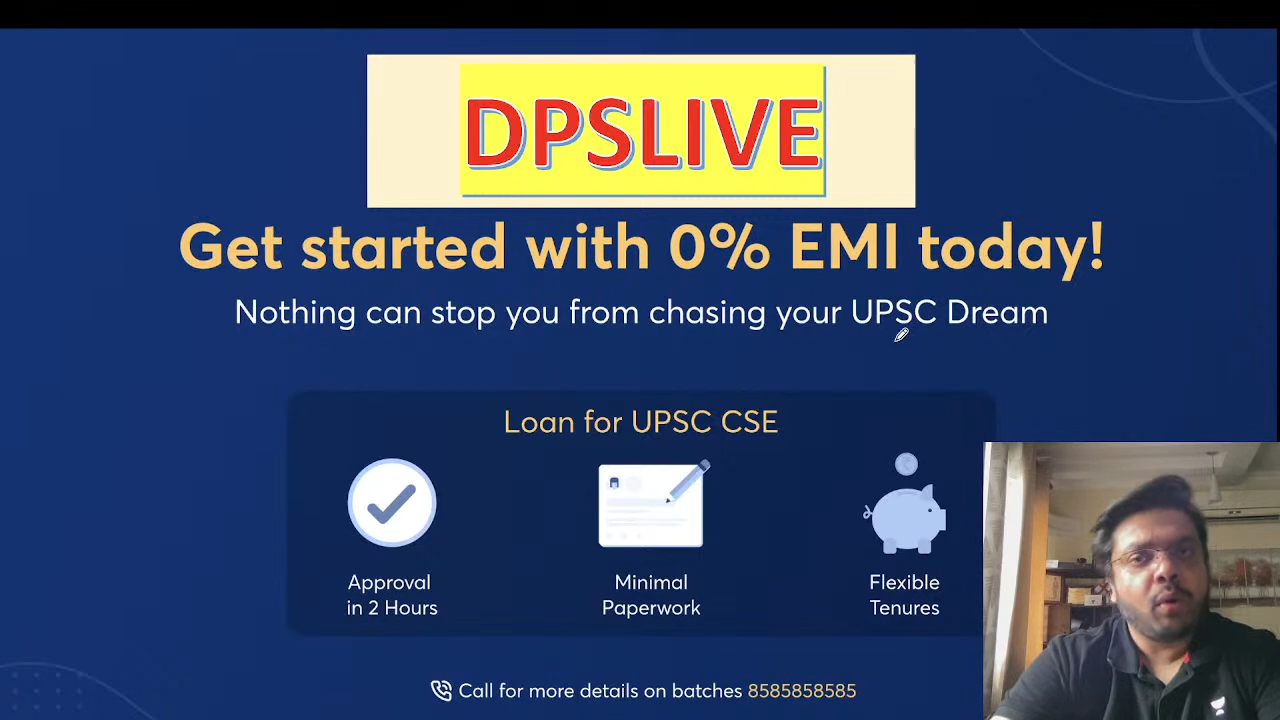 DPSLIVE
Get started with 0% EMI today!
Nothing can stop you from chasing your UPSC Dream
Loan for UPSC CSE
Approval
in 2 Hours
Minimal
Paperwork
Flexible
Tenures
Call for more details on batches 8585858585